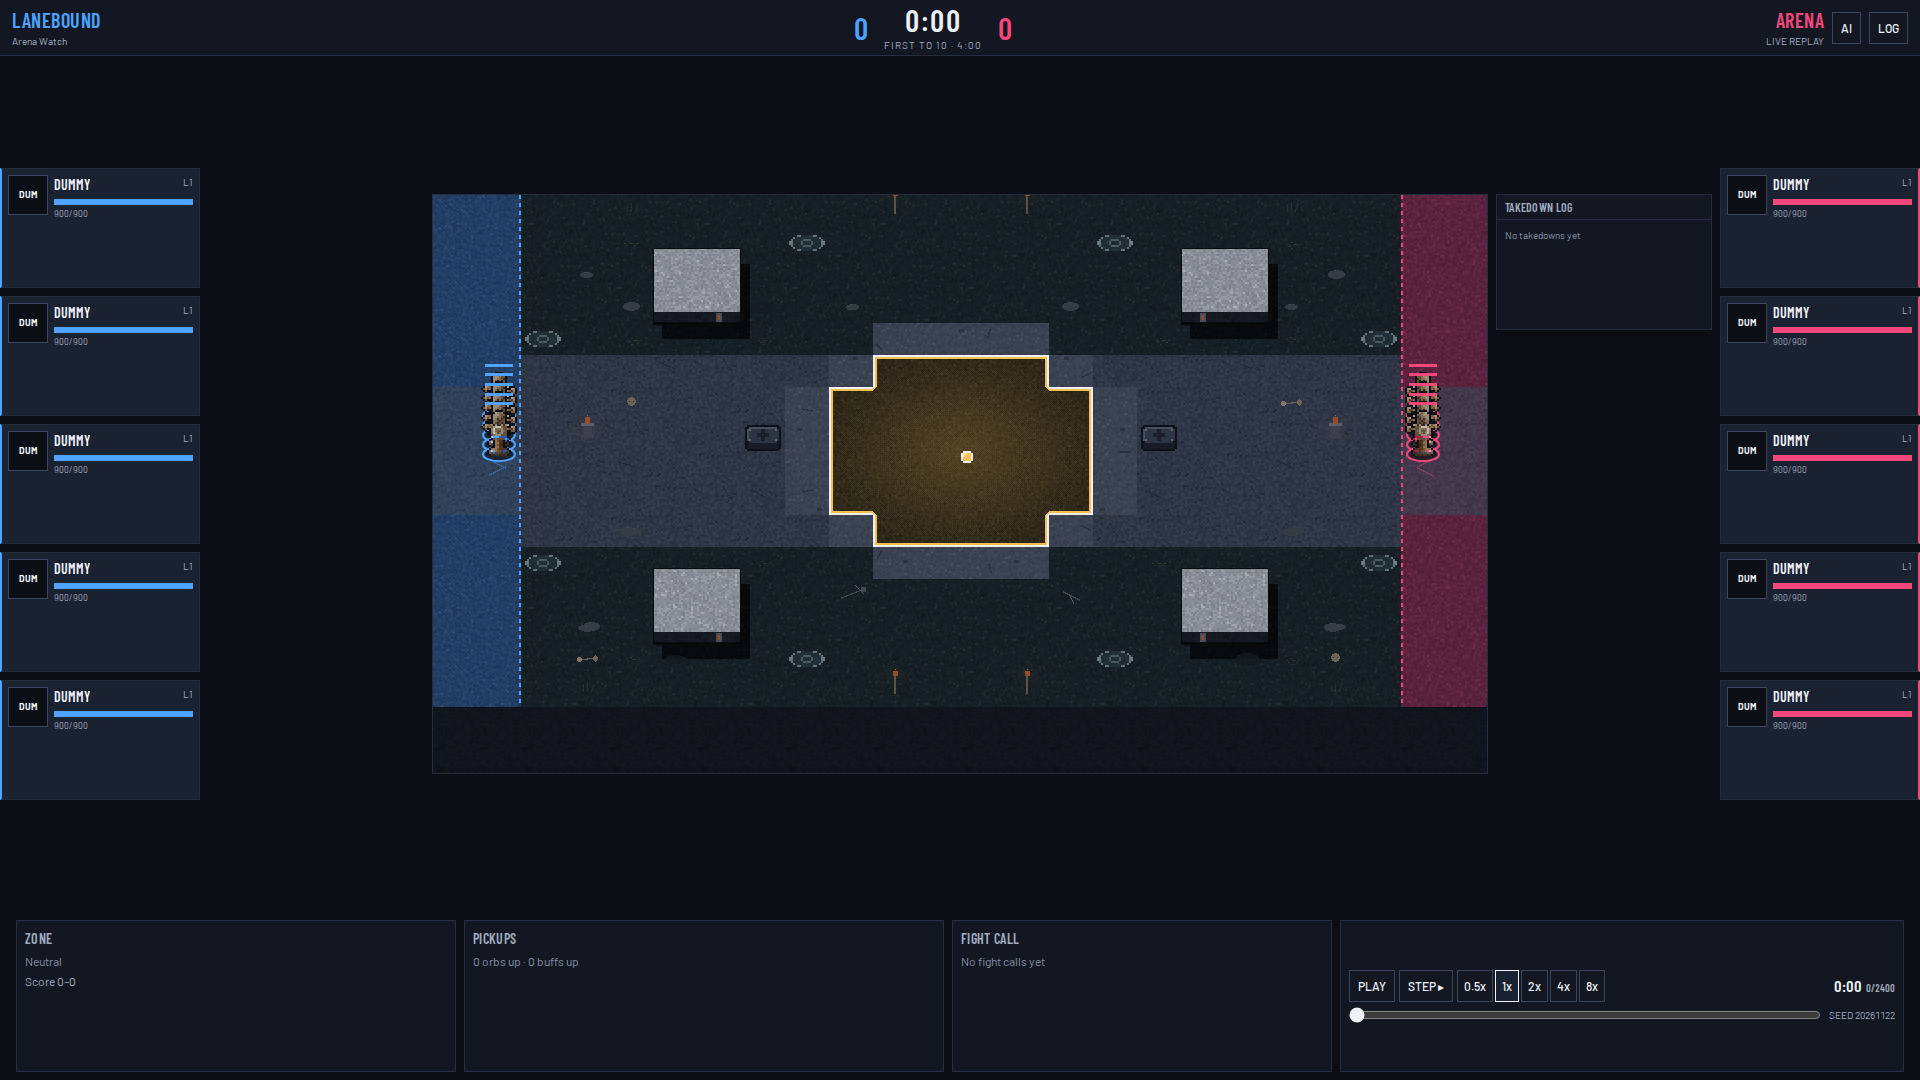 LANEBOUND
Arena Watch
0
0:00
0
FIRST TO 10 · 4:00
ARENA
LIVE REPLAY
AI
LOG
DUM
DUMMY
L1
900/900
DUM
DUMMY
L1
900/900
DUM
DUMMY
L1
900/900
DUM
DUMMY
L1
900/900
DUM
DUMMY
L1
900/900
TAKEDOWN LOG
No takedowns yet
DUM
DUMMY
L1
900/900
DUM
DUMMY
L1
900/900
DUM
DUMMY
L1
900/900
DUM
DUMMY
L1
900/900
DUM
DUMMY
L1
900/900
ZONE
Neutral
Score 0–0
PICKUPS
0 orbs up · 0 buffs up
FIGHT CALL
No fight calls yet
PLAY
STEP ▸
0.5x
1x
2x
4x
8x
0:00 0/2400
SEED 20261122